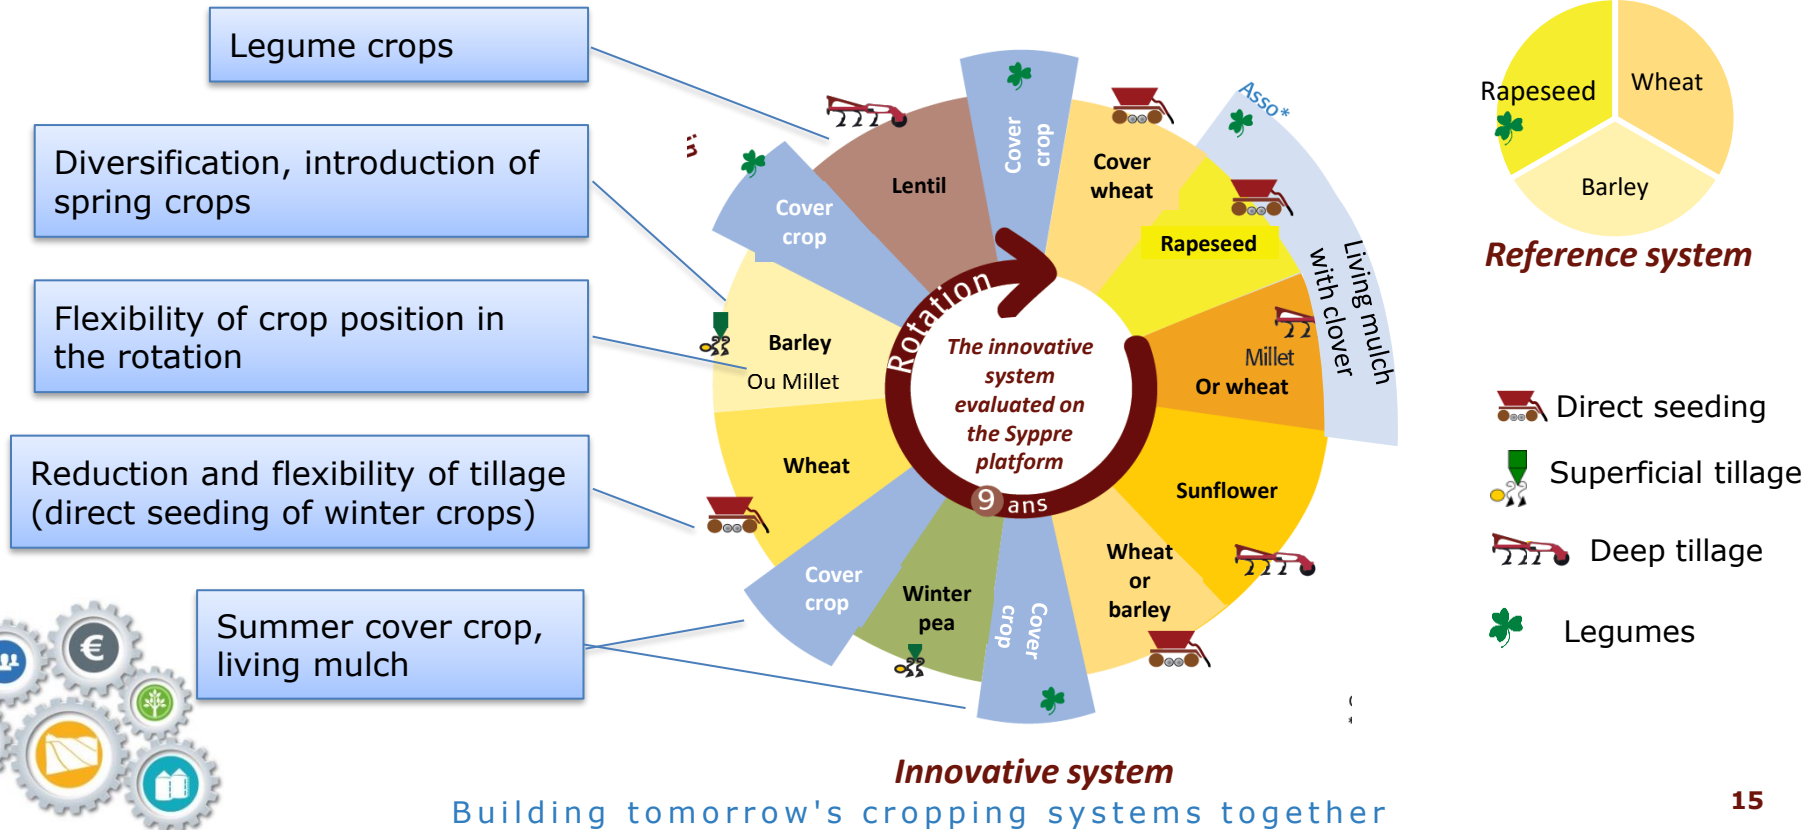 Legume crops
Diversification, introduction of
spring crops
Flexibility of crop position in
the rotation
Reduction and flexibility of tillage
(direct seeding of winter crops)
Summer cover crop,
living mulch
€
Cover
crop
Lentil
Cover
crop
Cover
wheat
Asso*
Rapeseed
Living mulch
with clover
Millet
Or wheat
Sunflower
Wheat
or
barley
Cover
crop
Winter
pea
Cover
crop
Wheat
Barley
Ou Millet
Rotation
The innovative
system
evaluated on
the Syppre
platform
9 ans
Innovative system
Rapeseed
Wheat
Barley
Reference system
Direct seeding
Superficial tillage
Deep tillage
Legumes
Building tomorrow's cropping systems together
15